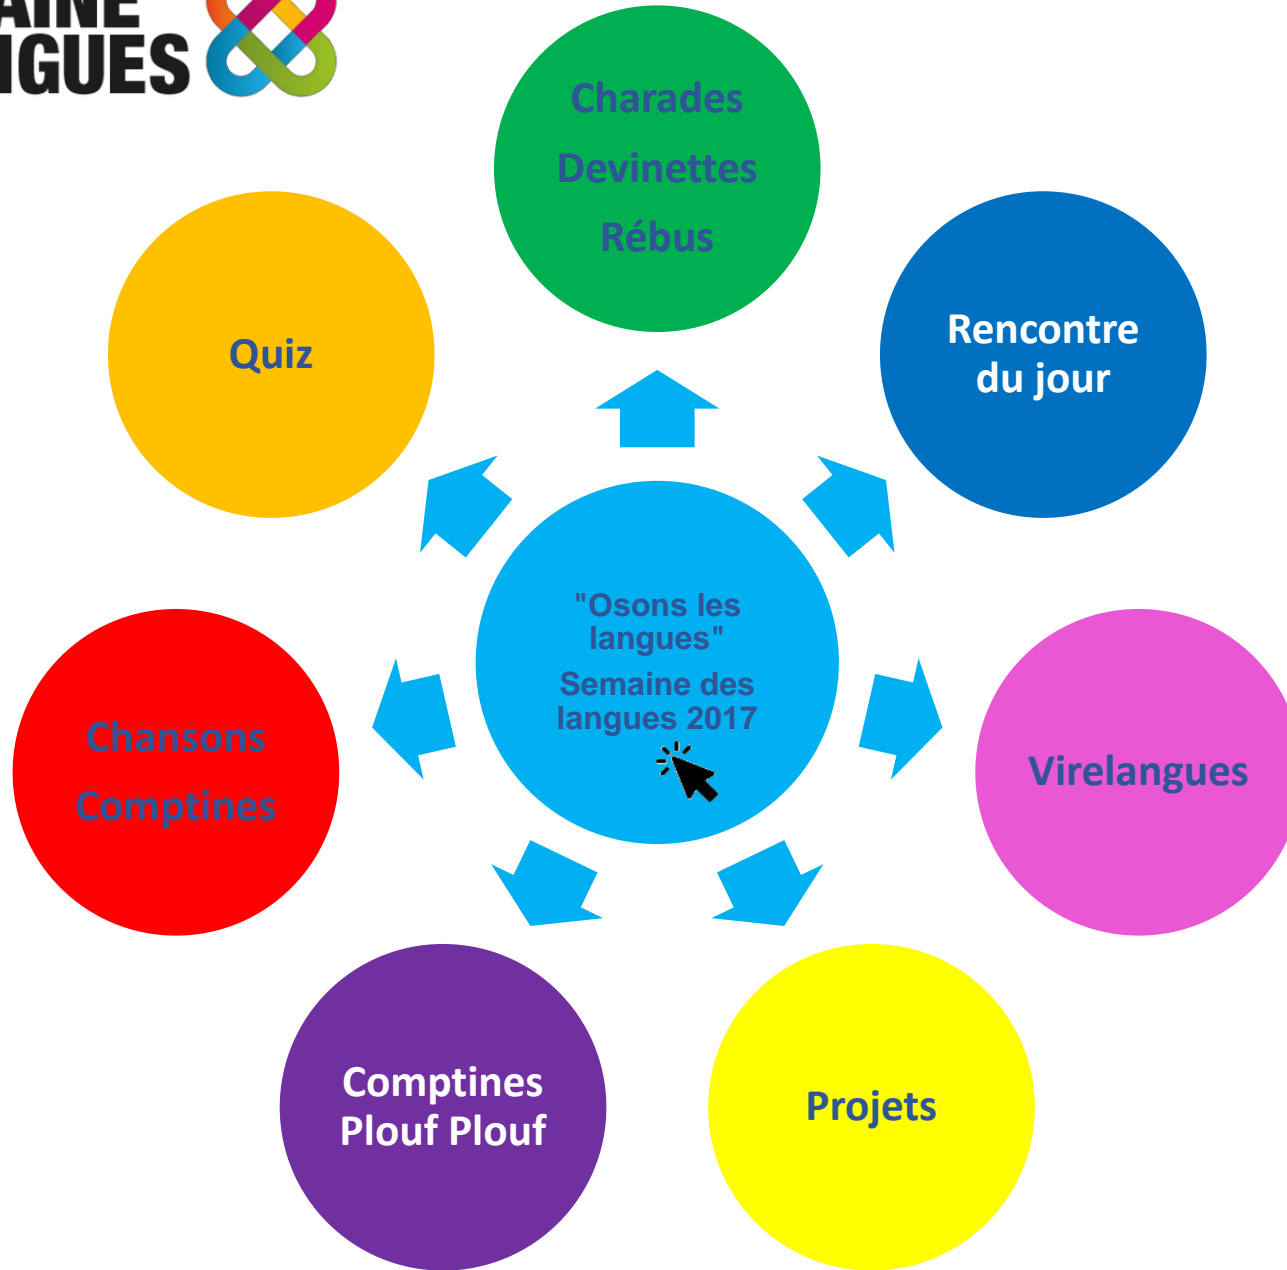 IGUES
Charades
Devinettes
Rébus
Quiz
Rencontre
du jour
"Osons les
langues"
Semaine des
langues 2017
Chansons
Comptines
Virelangues
Comptines
Plouf Plouf
Projets